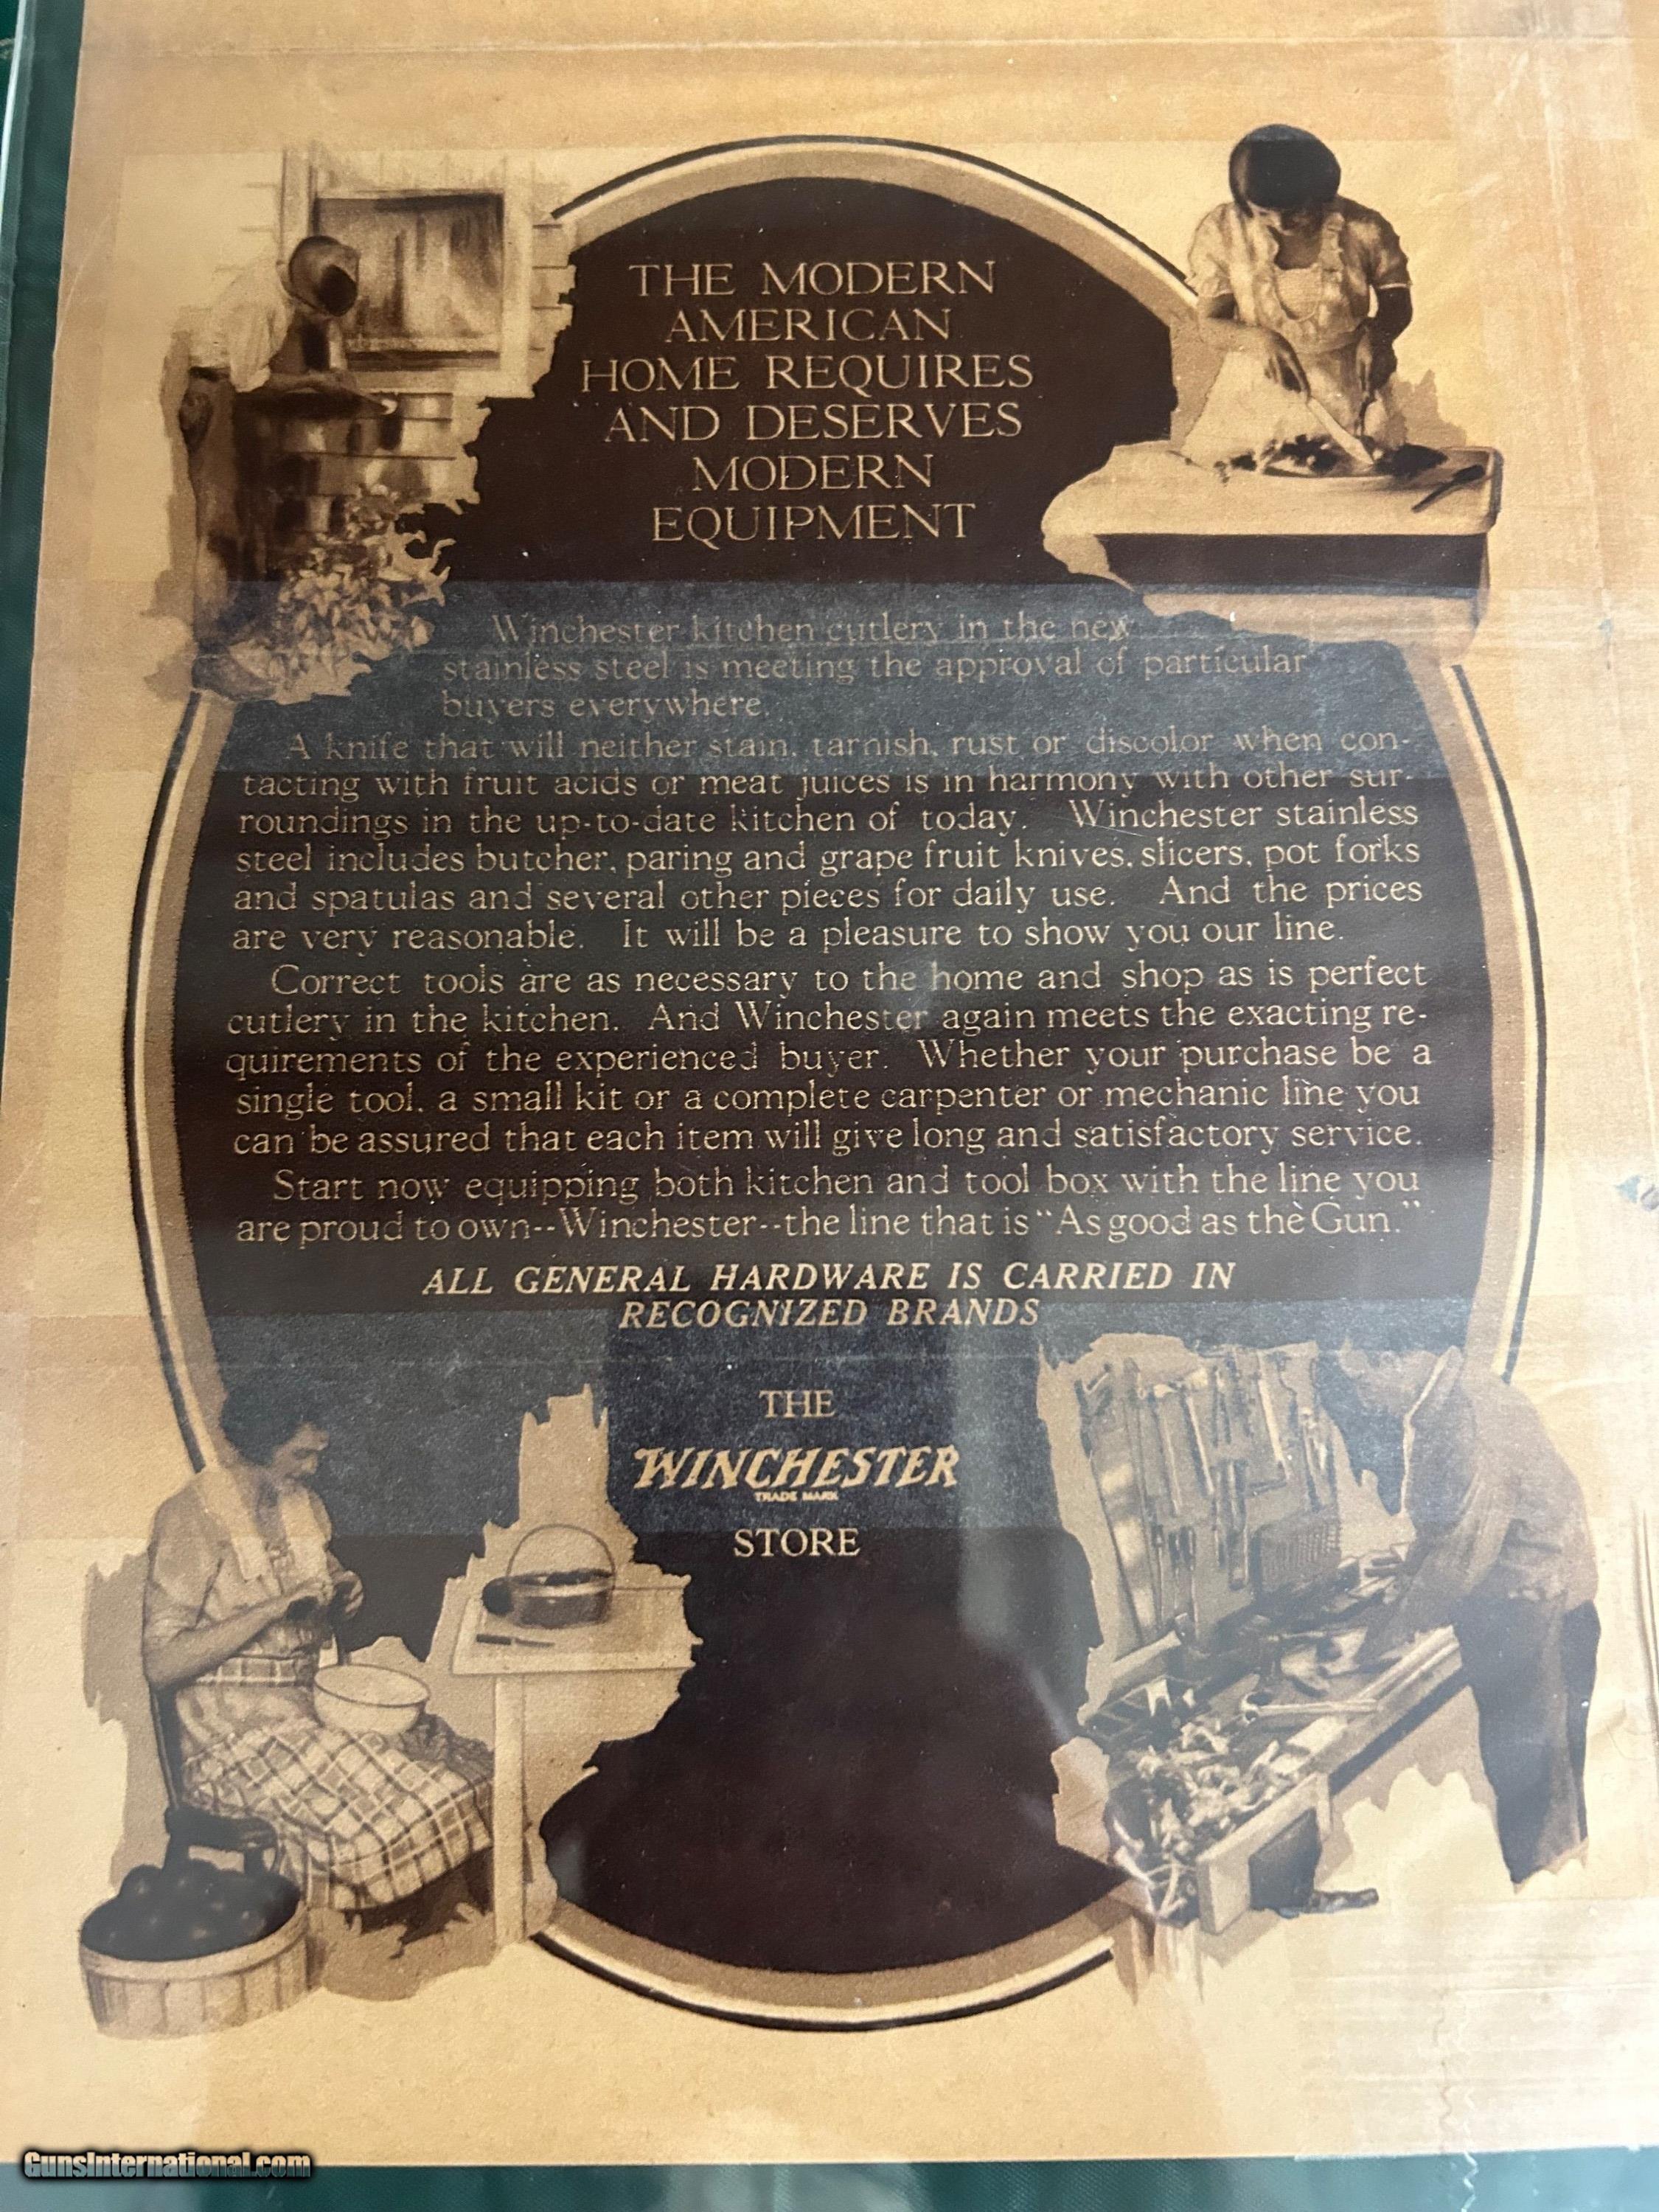 THE MODERN
AMERICAN
HOME REQUIRES
AND DESERVES
MODERN
EQUIPMENT
Winchester kitchen cutlery in the new
stainless steel is meeting the approval of particular
buyers everywhere.
A knife that will neither stain, tarnish, rust or discolor when con-
tacting with fruit acids or meat juices is in harmony with other sur-
roundings in the up-to-date kitchen of today. Winchester stainless
steel includes butcher, paring and grape fruit knives, slicers, pot forks
and spatulas and several other pieces for daily use. And the prices
are very reasonable. It will be a pleasure to show you our line.
Correct tools are as necessary to the home and shop as is perfect
cutlery in the kitchen. And Winchester again meets the exacting re-
quirements of the experienced buyer. Whether your purchase be a
single tool, a small kit or a complete carpenter or mechanic line you
can be assured that each item will give long and satisfactory service.
Start now equipping both kitchen and tool box with the line you
are proud to own--Winchester--the line that is "As good as the Gun."
ALL GENERAL HARDWARE IS CARRIED IN
RECOGNIZED BRANDS
THE
WINCHESTER
TRADE MARK
STORE
GunsInternational.com